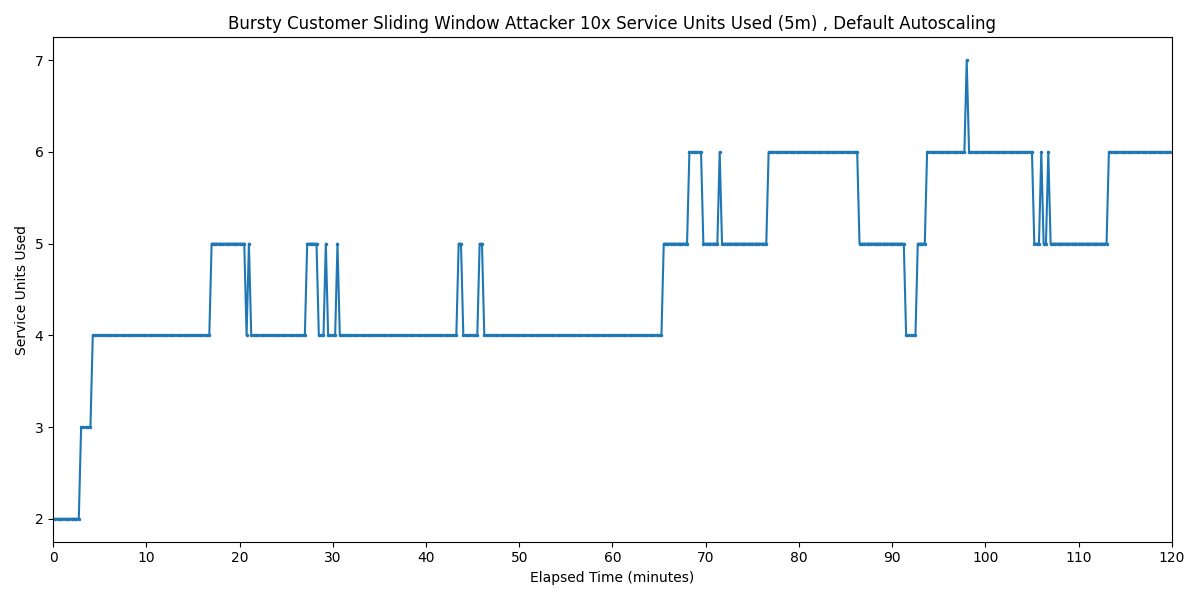 Bursty Customer Sliding Window Attacker 10x Service Units Used (5m) , Default Autoscaling
7
6
5
4
3
2
Service Units Used
0 10 20 30 40 50 60 70 80 90 100 110 120
Elapsed Time (minutes)